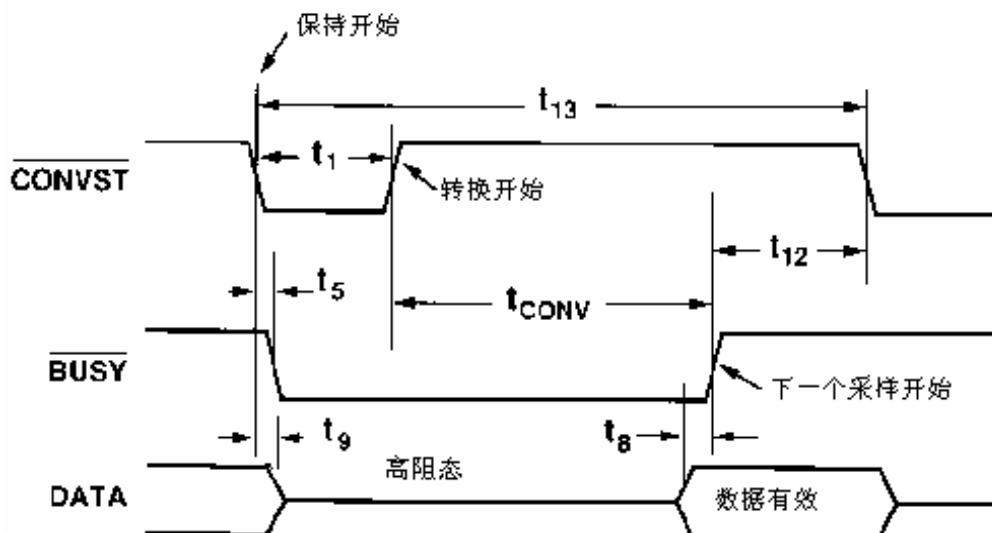 保持开始
t13
CONVST
t1
转换开始
t12
t5
tCONV
BUSY
下一个采样开始
t9
t8
高阻态
DATA
数据有效